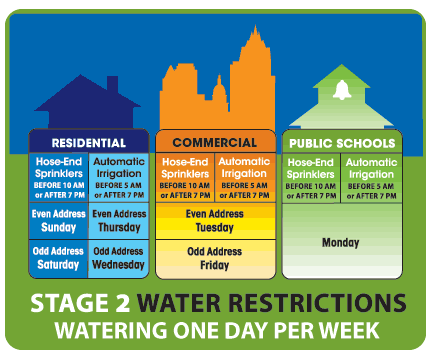 RESIDENTIAL
Hose-End
Sprinklers
BEFORE 10 AM
or AFTER 7 PM
Automatic
Irrigation
BEFORE 5 AM
or AFTER 7 PM
Even Address
Sunday
Even Address
Thursday
Odd Address
Saturday
Odd Address
Wednesday
COMMERCIAL
Hose-End
Sprinklers
BEFORE 10 AM
or AFTER 7 PM
Automatic
Irrigation
BEFORE 5 AM
or AFTER 7 PM
Even Address
Tuesday
Odd Address
Friday
PUBLIC SCHOOLS
Hose-End
Sprinklers
BEFORE 10 AM
or AFTER 7 PM
Automatic
Irrigation
BEFORE 5 AM
or AFTER 7 PM
Monday
STAGE 2 WATER RESTRICTIONS
WATERING ONE DAY PER WEEK